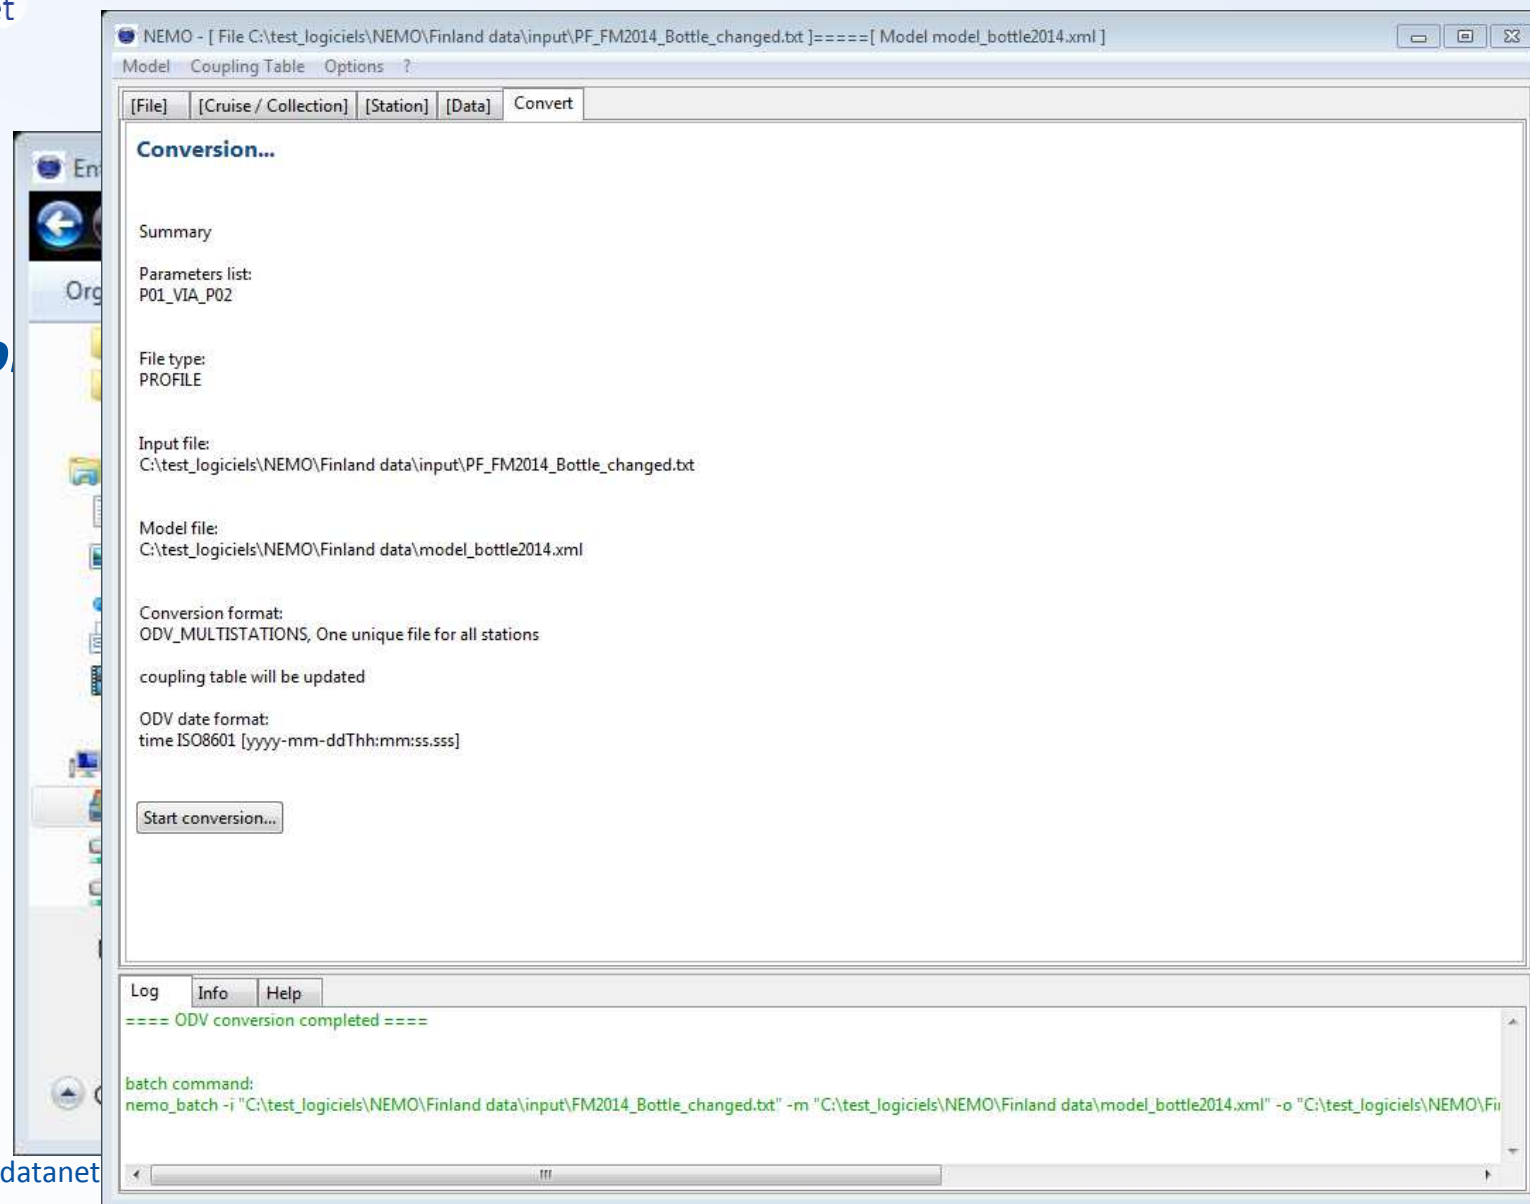 et
NEMO - [ File C:\test_logiciels\NEMO\Finland data\input\PF_FM2014_Bottle_changed.txt ]=====[ Model model_bottle2014.xml ]
Model Coupling Table Options ?
[File] [Cruise / Collection] [Station] [Data] Convert
Conversion...
En
Summary
Org
Parameters list:
P01_VIA_P02
File type:
PROFILE
Input file:
C:\test_logiciels\NEMO\Finland data\input\PF_FM2014_Bottle_changed.txt
Model file:
C:\test_logiciels\NEMO\Finland data\model_bottle2014.xml
Conversion format:
ODV_MULTISTATIONS, One unique file for all stations
coupling table will be updated
ODV date format:
time ISO8601 [yyyy-mm-ddThh:mm:ss.sss]
Start conversion...
Log Info Help
==== ODV conversion completed ====
batch command:
nemo_batch -i "C:\test_logiciels\NEMO\Finland data\input\FM2014_Bottle_changed.txt" -m "C:\test_logiciels\NEMO\Finland data\model_bottle2014.xml" -o "C:\test_logiciels\NEMO\Fi
datanet